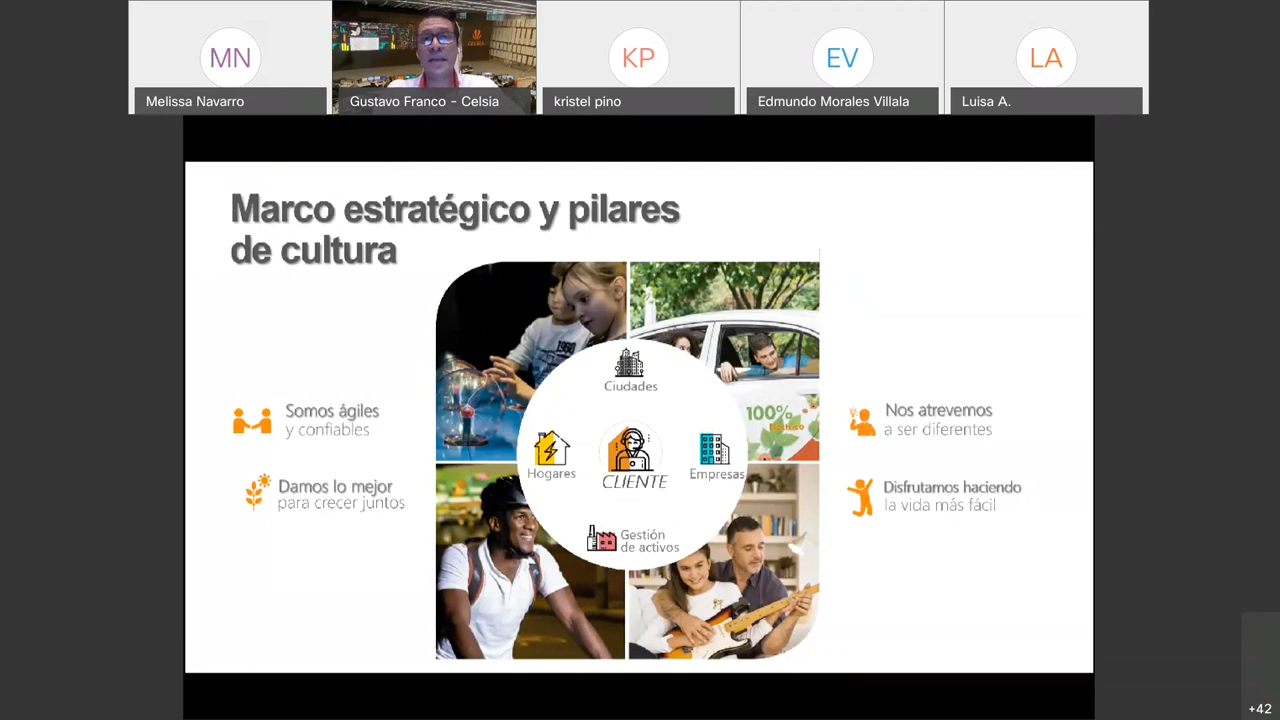 MN
KP
EV
LA
Melissa Navarro
Gustavo Franco - Celsia
kristel pino
Edmundo Morales Villala
Luisa A.
Marco estratégico y pilares
de cultura
Ciudades
100%
Somos ágiles
y confiables
Nos atrevemos
a ser diferentes
Hogares
CLIENTE
Empresas
Damos lo mejor
para crecer juntos
Disfrutamos haciendo
la vida más fácil
Gestión
de activos
+42